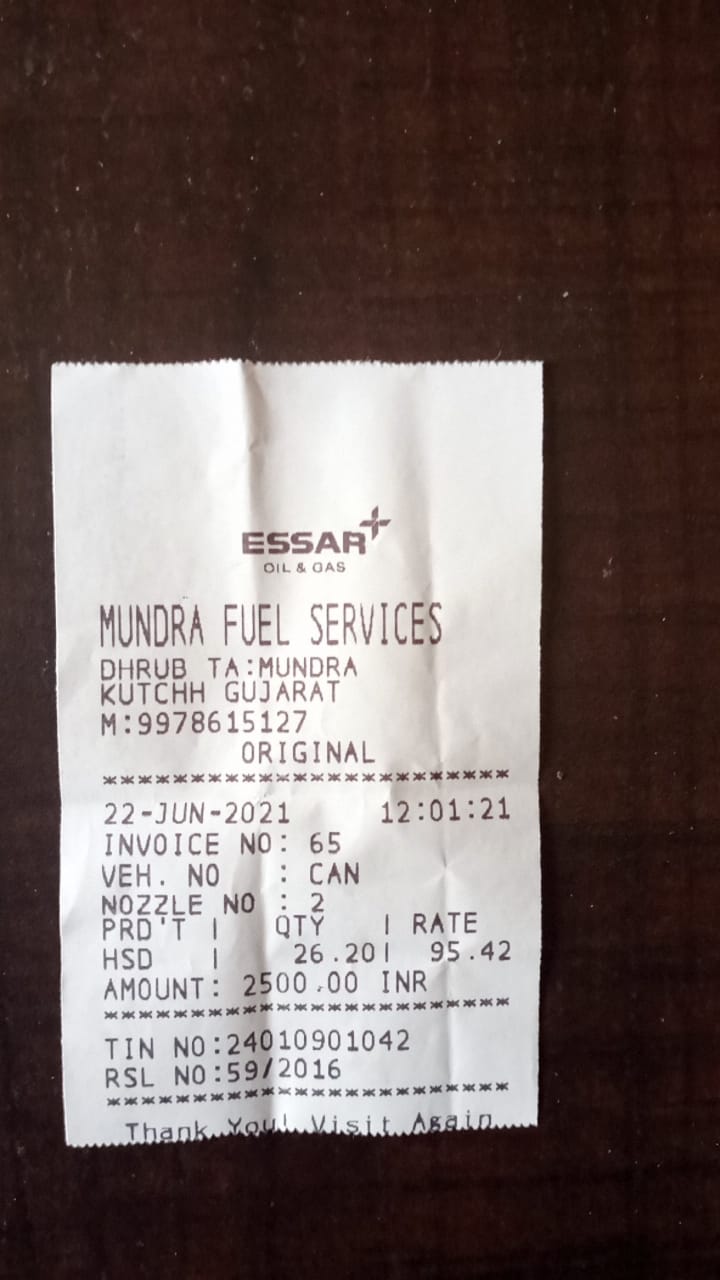 ESSAR
OIL & GAS
MUNDRA FUEL SERVICES
DHRUB TA:MUNDRA
KUTCHH GUJARAT
M:9978615127
ORIGINAL
*****************************
22-JUN-2021 12:01:21
INVOICE NO: 65
VEH. NO : CAN
NOZZLE NO : 2
PRD'T | QTY | RATE
HSD | 26.20| 95.42
AMOUNT: 2500.00 INR
*****************************
TIN NO:24010901042
RSL NO:59/2016
*****************************
Thank You! Visit Again